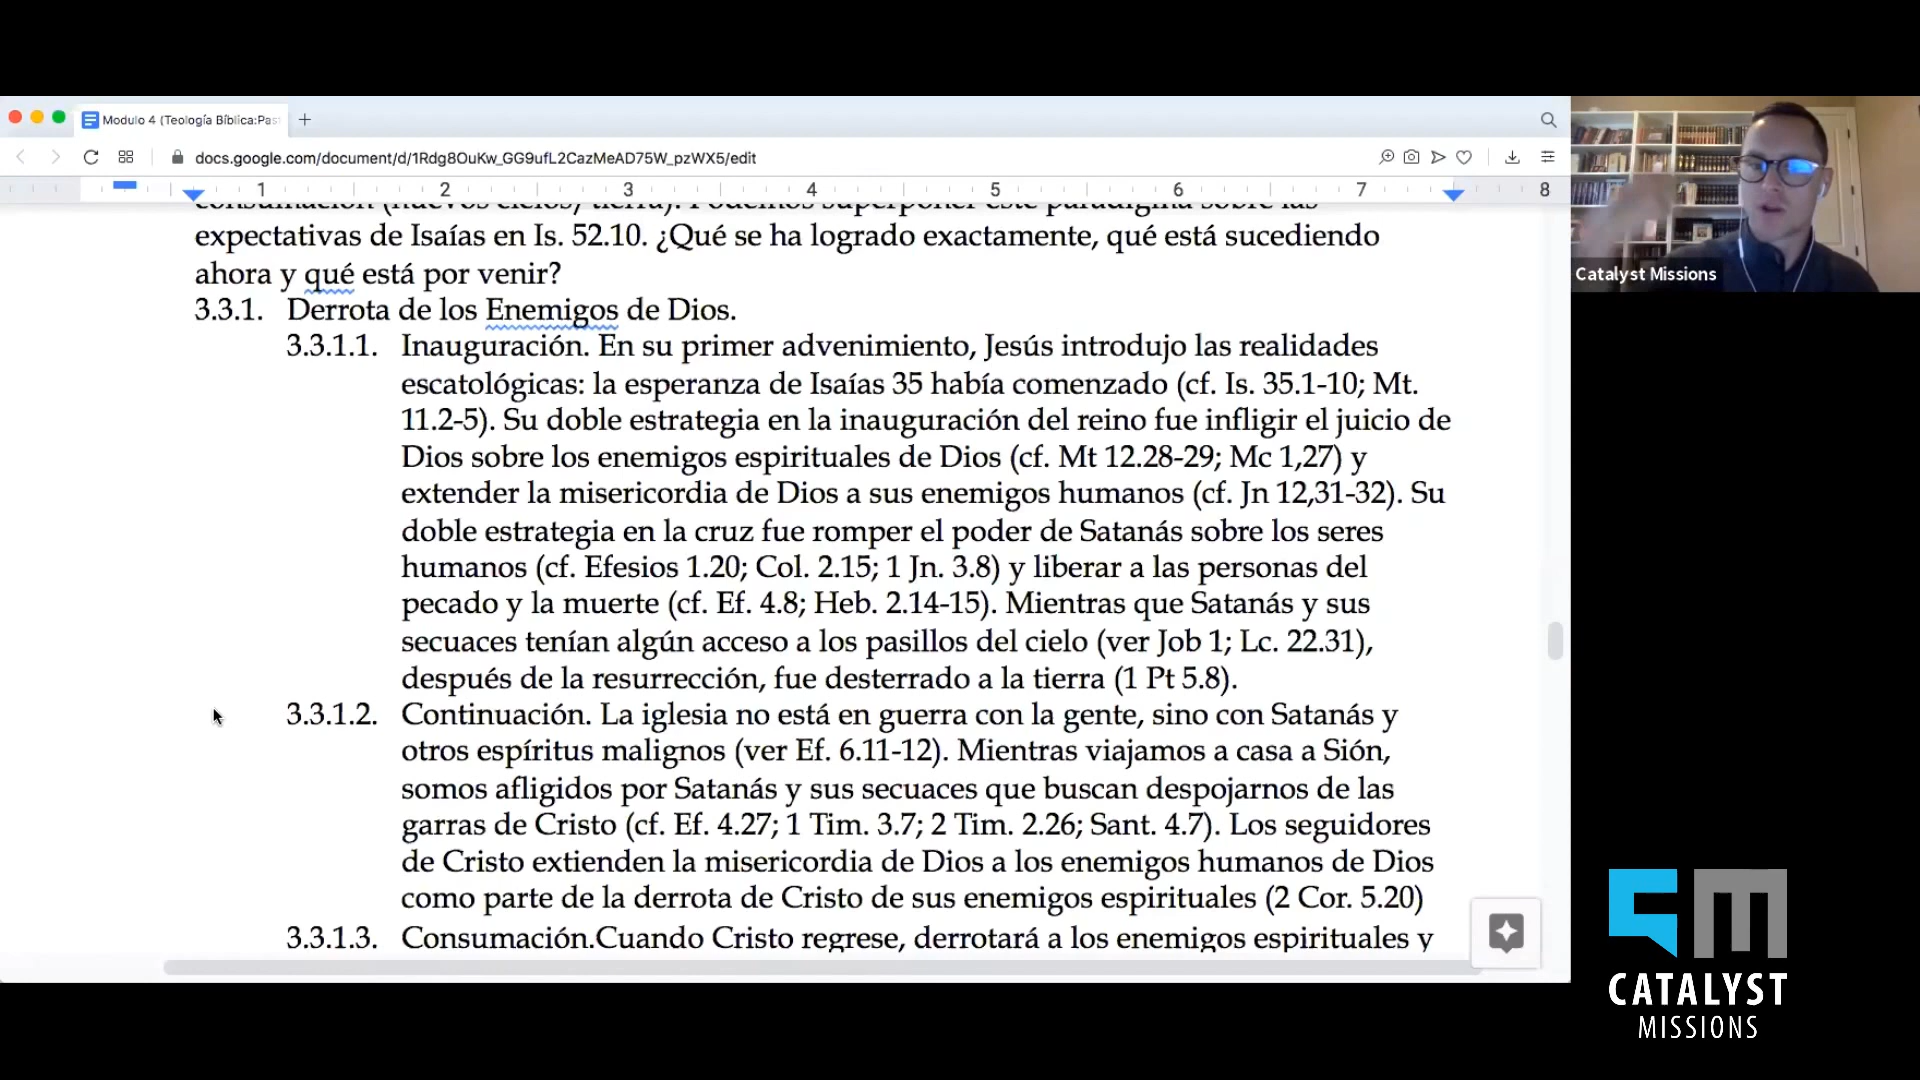 Modulo 4 (Teología Bíblica:Pas
docs.google.com/document/d/1Rdg8OuKw_GG9ufL2CazMeAD75W_pzWX5/edit
1 2 3 4 5 6 7 8
consumación (nuevos cielos/tierra). Podemos superponer este paradigma sobre las
expectativas de Isaías en Is. 52.10. ¿Qué se ha logrado exactamente, qué está sucediendo
ahora y qué está por venir?
3.3.1. Derrota de los Enemigos de Dios.
3.3.1.1. Inauguración. En su primer advenimiento, Jesús introdujo las realidades
escatológicas: la esperanza de Isaías 35 había comenzado (cf. Is. 35.1-10; Mt.
11.2-5). Su doble estrategia en la inauguración del reino fue infligir el juicio de
Dios sobre los enemigos espirituales de Dios (cf. Mt 12.28-29; Mc 1,27) y
extender la misericordia de Dios a sus enemigos humanos (cf. Jn 12,31-32). Su
doble estrategia en la cruz fue romper el poder de Satanás sobre los seres
humanos (cf. Efesios 1.20; Col. 2.15; 1 Jn. 3.8) y liberar a las personas del
pecado y la muerte (cf. Ef. 4.8; Heb. 2.14-15). Mientras que Satanás y sus
secuaces tenían algún acceso a los pasillos del cielo (ver Job 1; Lc. 22.31),
después de la resurrección, fue desterrado a la tierra (1 Pt 5.8).
3.3.1.2. Continuación. La iglesia no está en guerra con la gente, sino con Satanás y
otros espíritus malignos (ver Ef. 6.11-12). Mientras viajamos a casa a Sión,
somos afligidos por Satanás y sus secuaces que buscan despojarnos de las
garras de Cristo (cf. Ef. 4.27; 1 Tim. 3.7; 2 Tim. 2.26; Sant. 4.7). Los seguidores
de Cristo extienden la misericordia de Dios a los enemigos humanos de Dios
como parte de la derrota de Cristo de sus enemigos espirituales (2 Cor. 5.20)
3.3.1.3. Consumación.Cuando Cristo regrese, derrotará a los enemigos espirituales y
Catalyst Missions
CM
CATALYST
MISSIONS